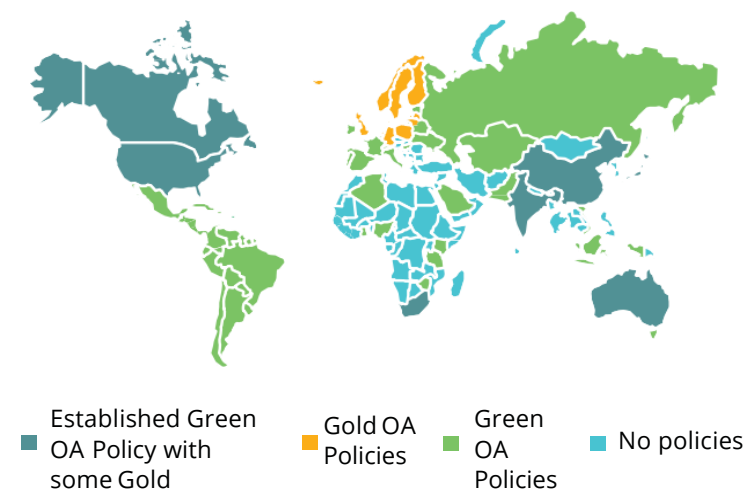 Established Green
OA Policy with
some Gold
Gold OA
Policies
Green
OA
Policies
No policies